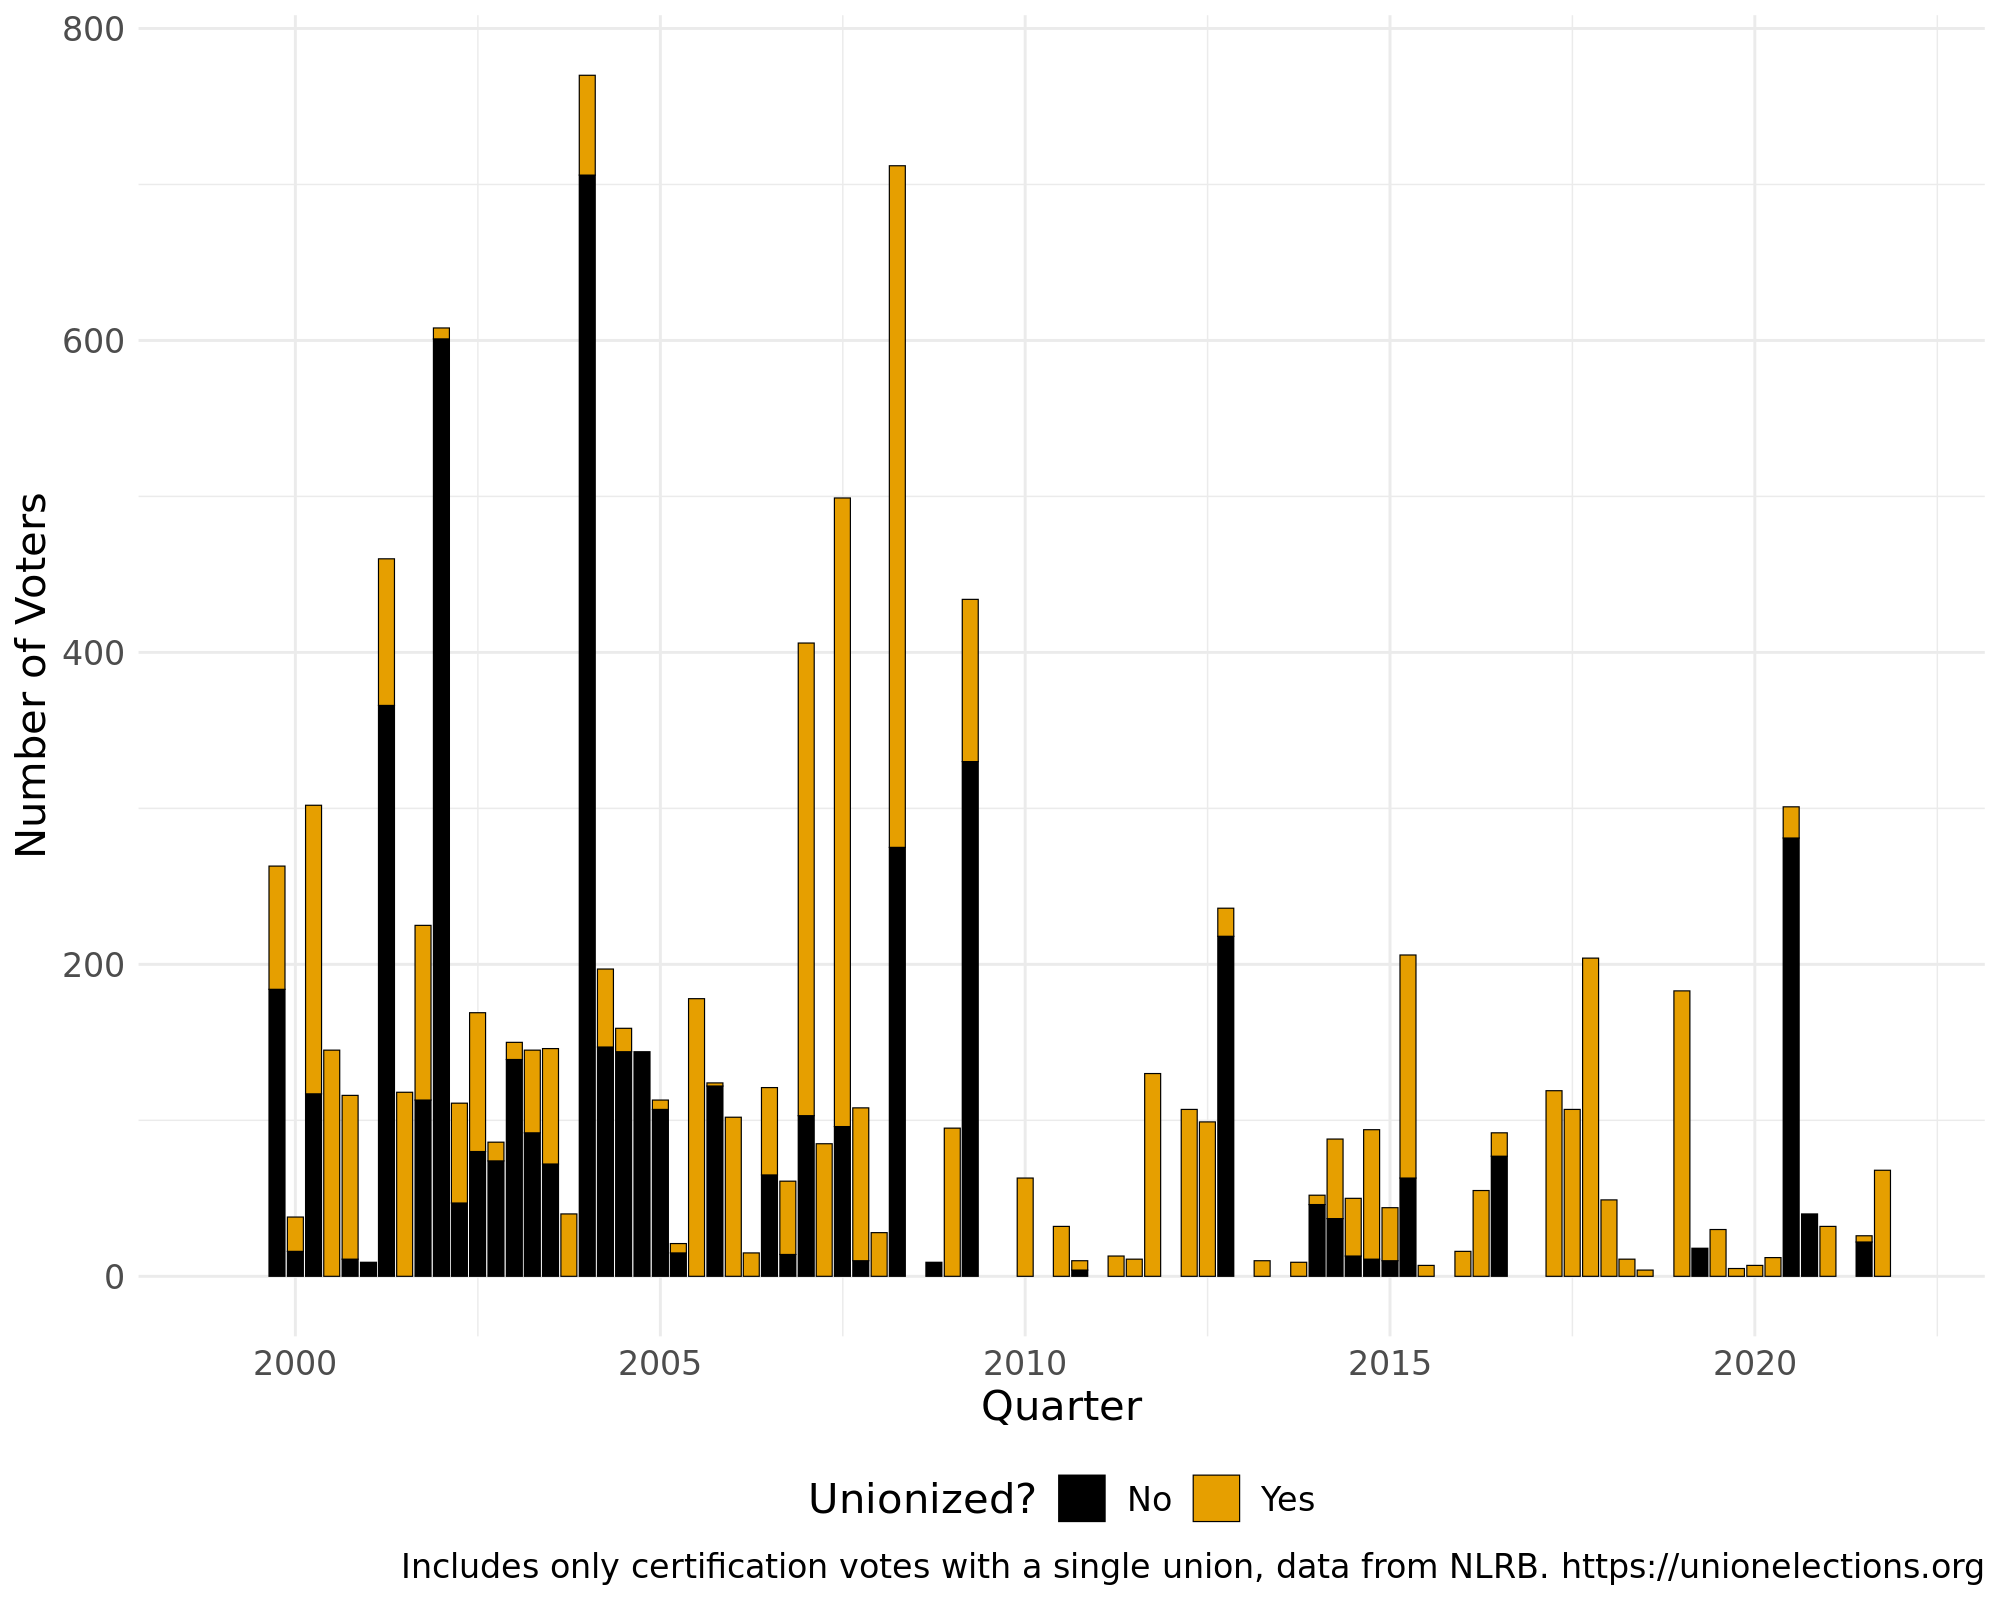 800
600
400
200
0
Number of Voters
2000 2005 2010 2015 2020
Quarter
Unionized? No Yes
Includes only certification votes with a single union, data from NLRB. https://unionelections.org